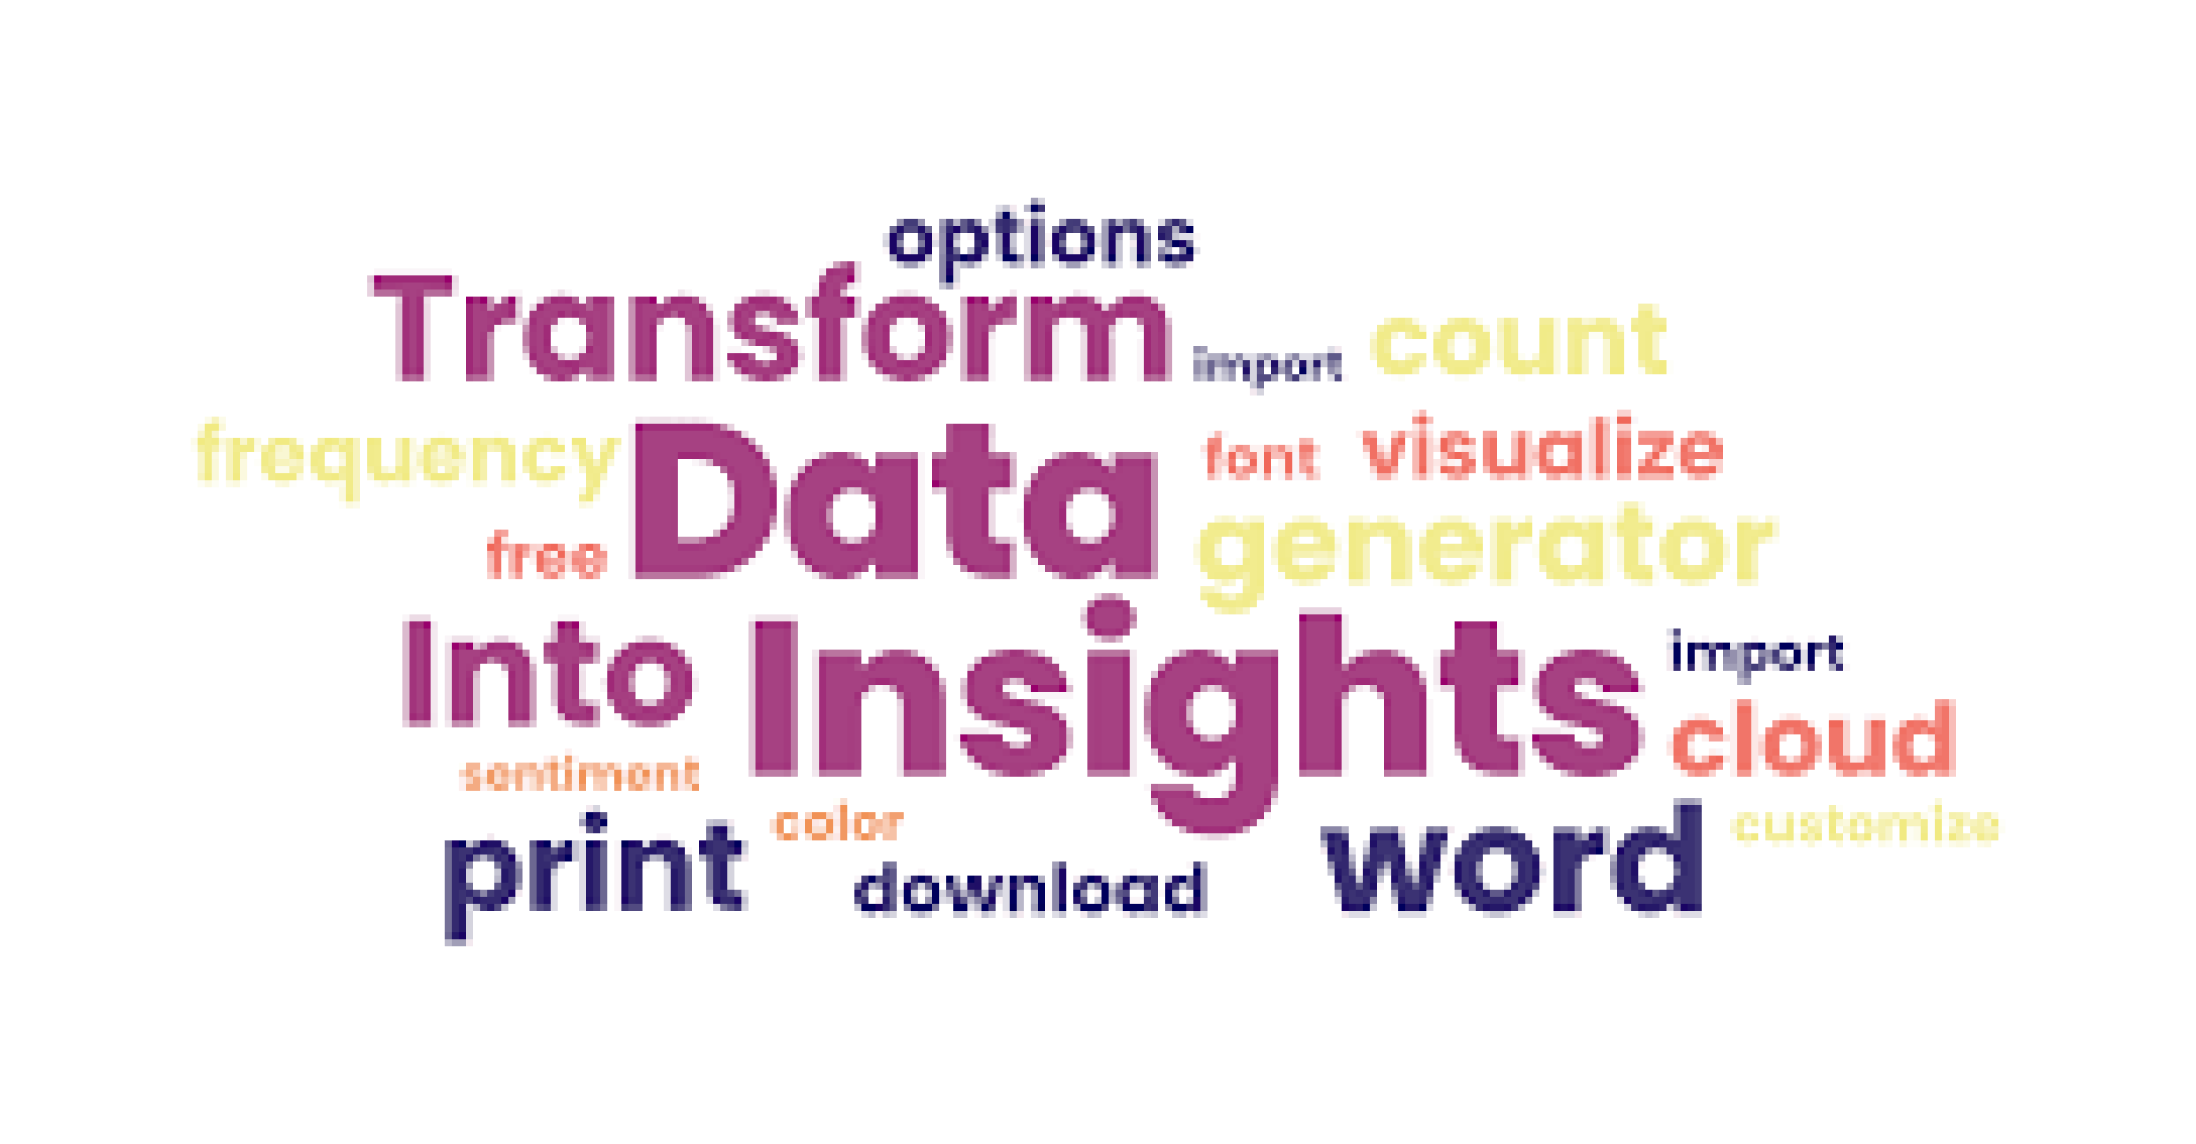 options
Transform import count
frequency Data font visualize
free generator
Into Insights import
cloud
sentiment
print color download word customize